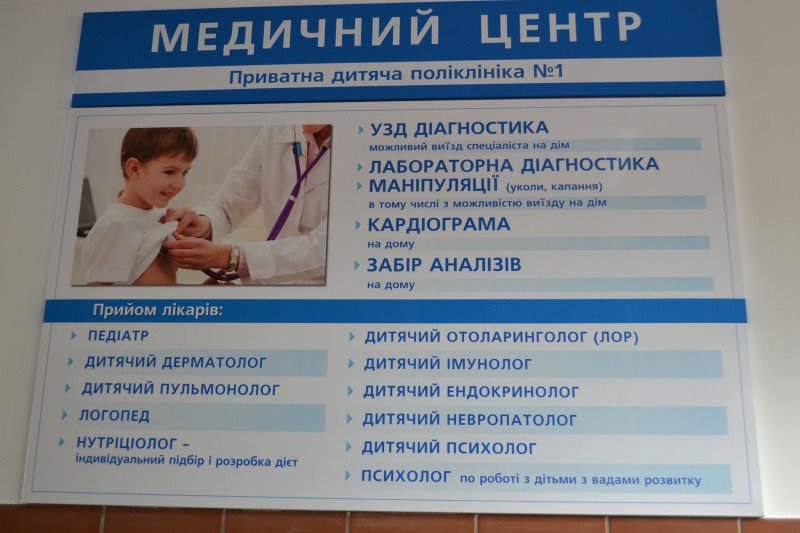 МЕДИЧНИЙ ЦЕНТР
Приватна дитяча поліклініка №1
УЗД ДІАГНОСТИКА
можливий виїзд спеціаліста на дім
ЛАБОРАТОРНА ДІАГНОСТИКА
МАНІПУЛЯЦІЇ (уколи, капання)
в тому числі з можливістю виїзду на дім
КАРДІОГРАМА
на дому
ЗАБІР АНАЛІЗІВ
на дому
Прийом лікарів:
ПЕДІАТР
ДИТЯЧИЙ ДЕРМАТОЛОГ
ДИТЯЧИЙ ПУЛЬМОНОЛОГ
ЛОГОПЕД
НУТРІЦІОЛОГ –
індивідуальний підбір і розробка дієт
ДИТЯЧИЙ ОТОЛАРИНГОЛОГ (ЛОР)
ДИТЯЧИЙ ІМУНОЛОГ
ДИТЯЧИЙ ЕНДОКРИНОЛОГ
ДИТЯЧИЙ НЕВРОПАТОЛОГ
ДИТЯЧИЙ ПСИХОЛОГ
ПСИХОЛОГ по роботі з дітьми з вадами розвитку